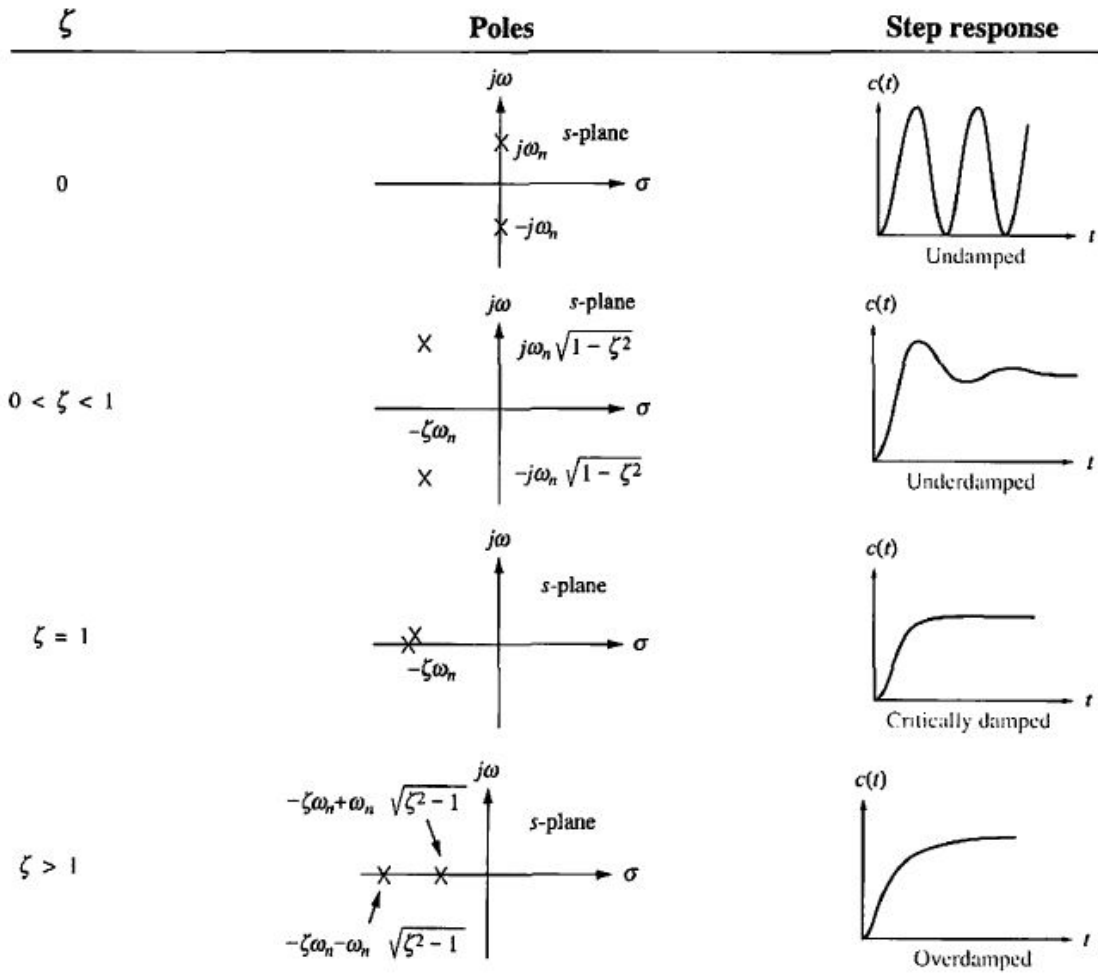 ζ Poles Step response
0
jω
s-plane
jωₙ
σ
−jωₙ
c(t)
t
Undamped
0 < ζ < 1
jω
s-plane
jωₙ √1 − ζ²
σ
−ζωₙ
−jωₙ √1 − ζ²
c(t)
t
Underdamped
ζ = 1
jω
s-plane
σ
−ζωₙ
c(t)
t
Critically damped
ζ > 1
jω
−ζωₙ+ωₙ √ζ² − 1
s-plane
σ
−ζωₙ−ωₙ √ζ² − 1
c(t)
t
Overdamped